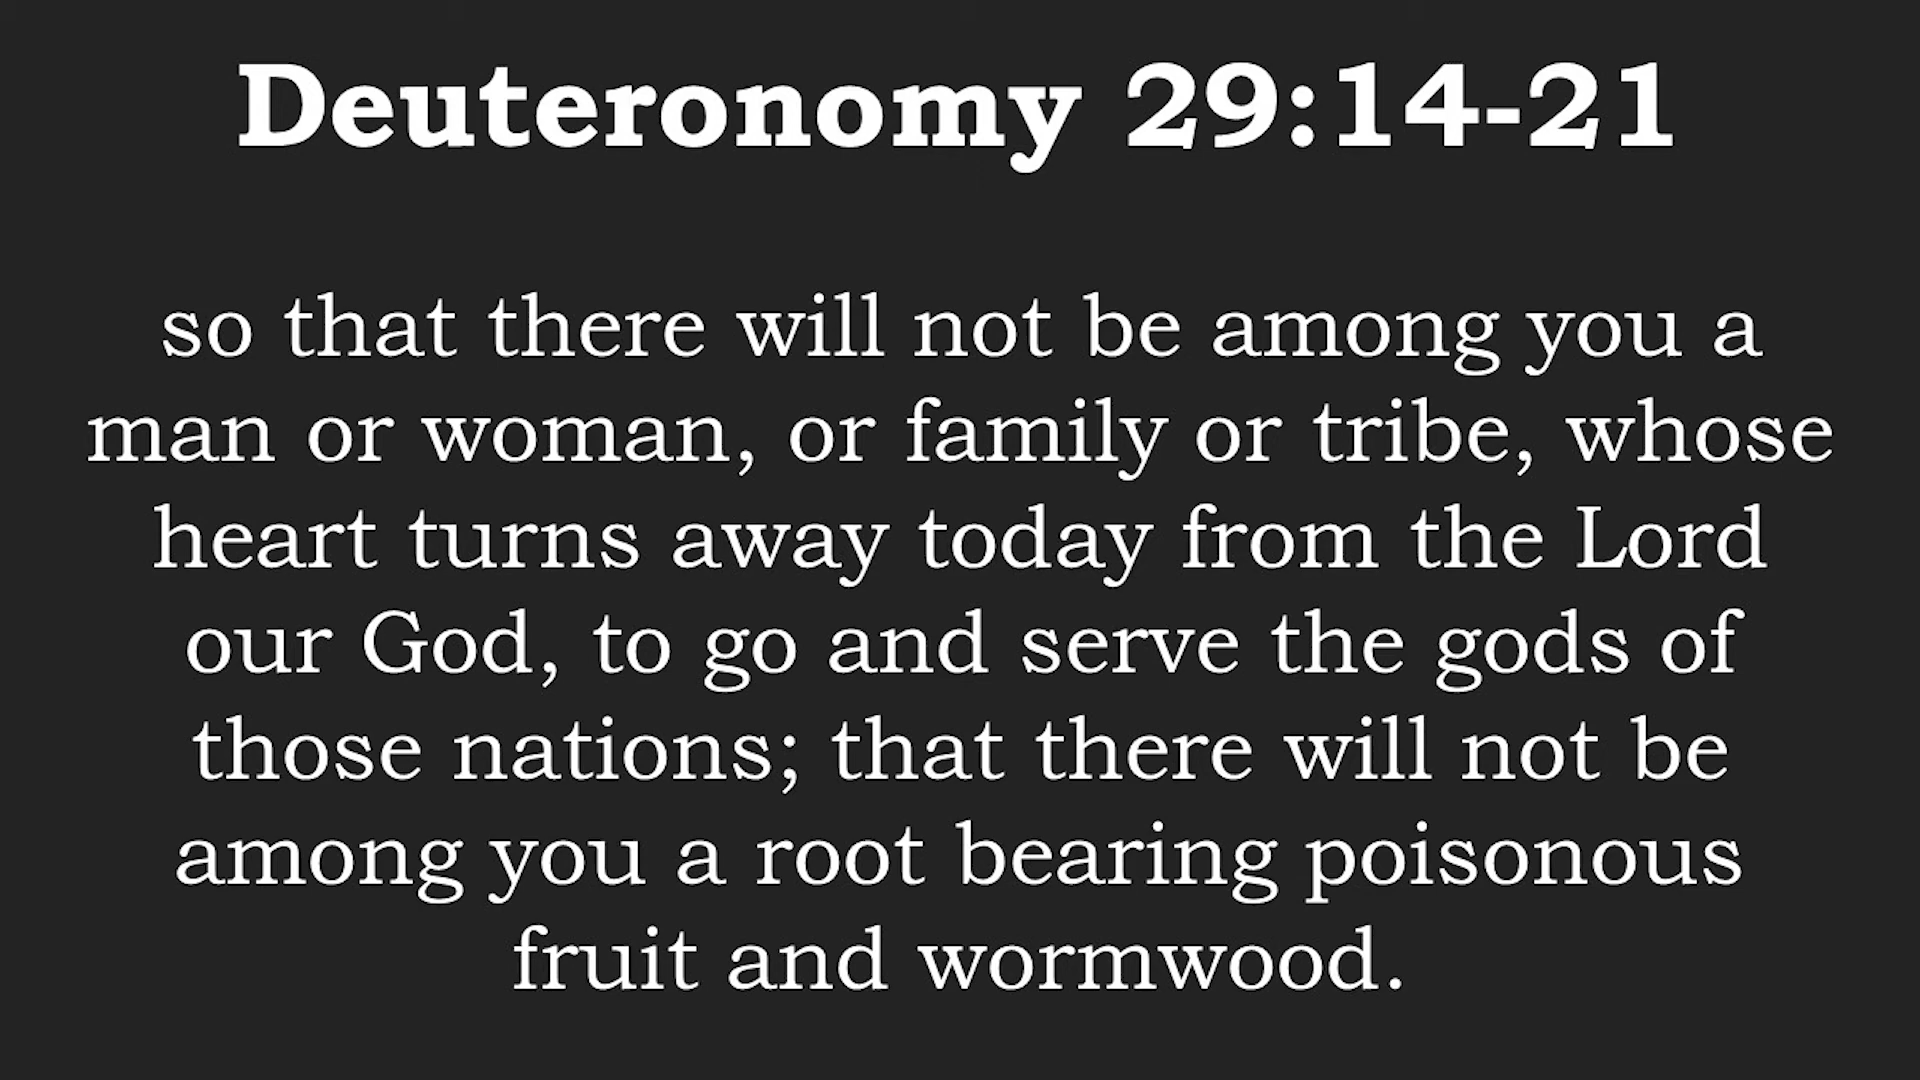 Deuteronomy 29:14-21
so that there will not be among you a
man or woman, or family or tribe, whose
heart turns away today from the Lord
our God, to go and serve the gods of
those nations; that there will not be
among you a root bearing poisonous
fruit and wormwood.